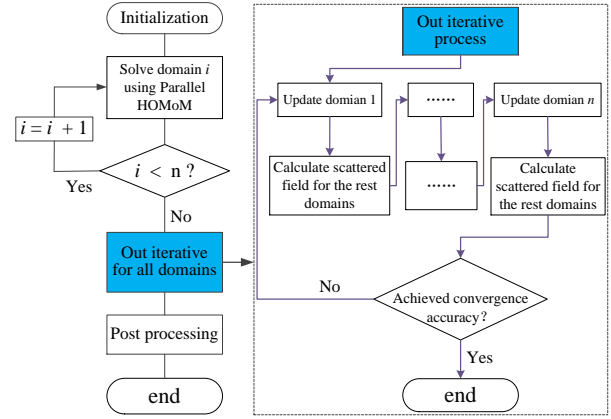 Initialization
Solve domain i
using Parallel
HOMoM
i = i + 1
i < n ?
Yes
No
Out iterative
for all domains
Post processing
end
Out iterative
process
Update domian 1
······
Update domian n
Calculate scattered
field for the rest
domains
······
Calculate
scattered field for
the rest domains
No
Achieved convergence
accuracy?
Yes
end